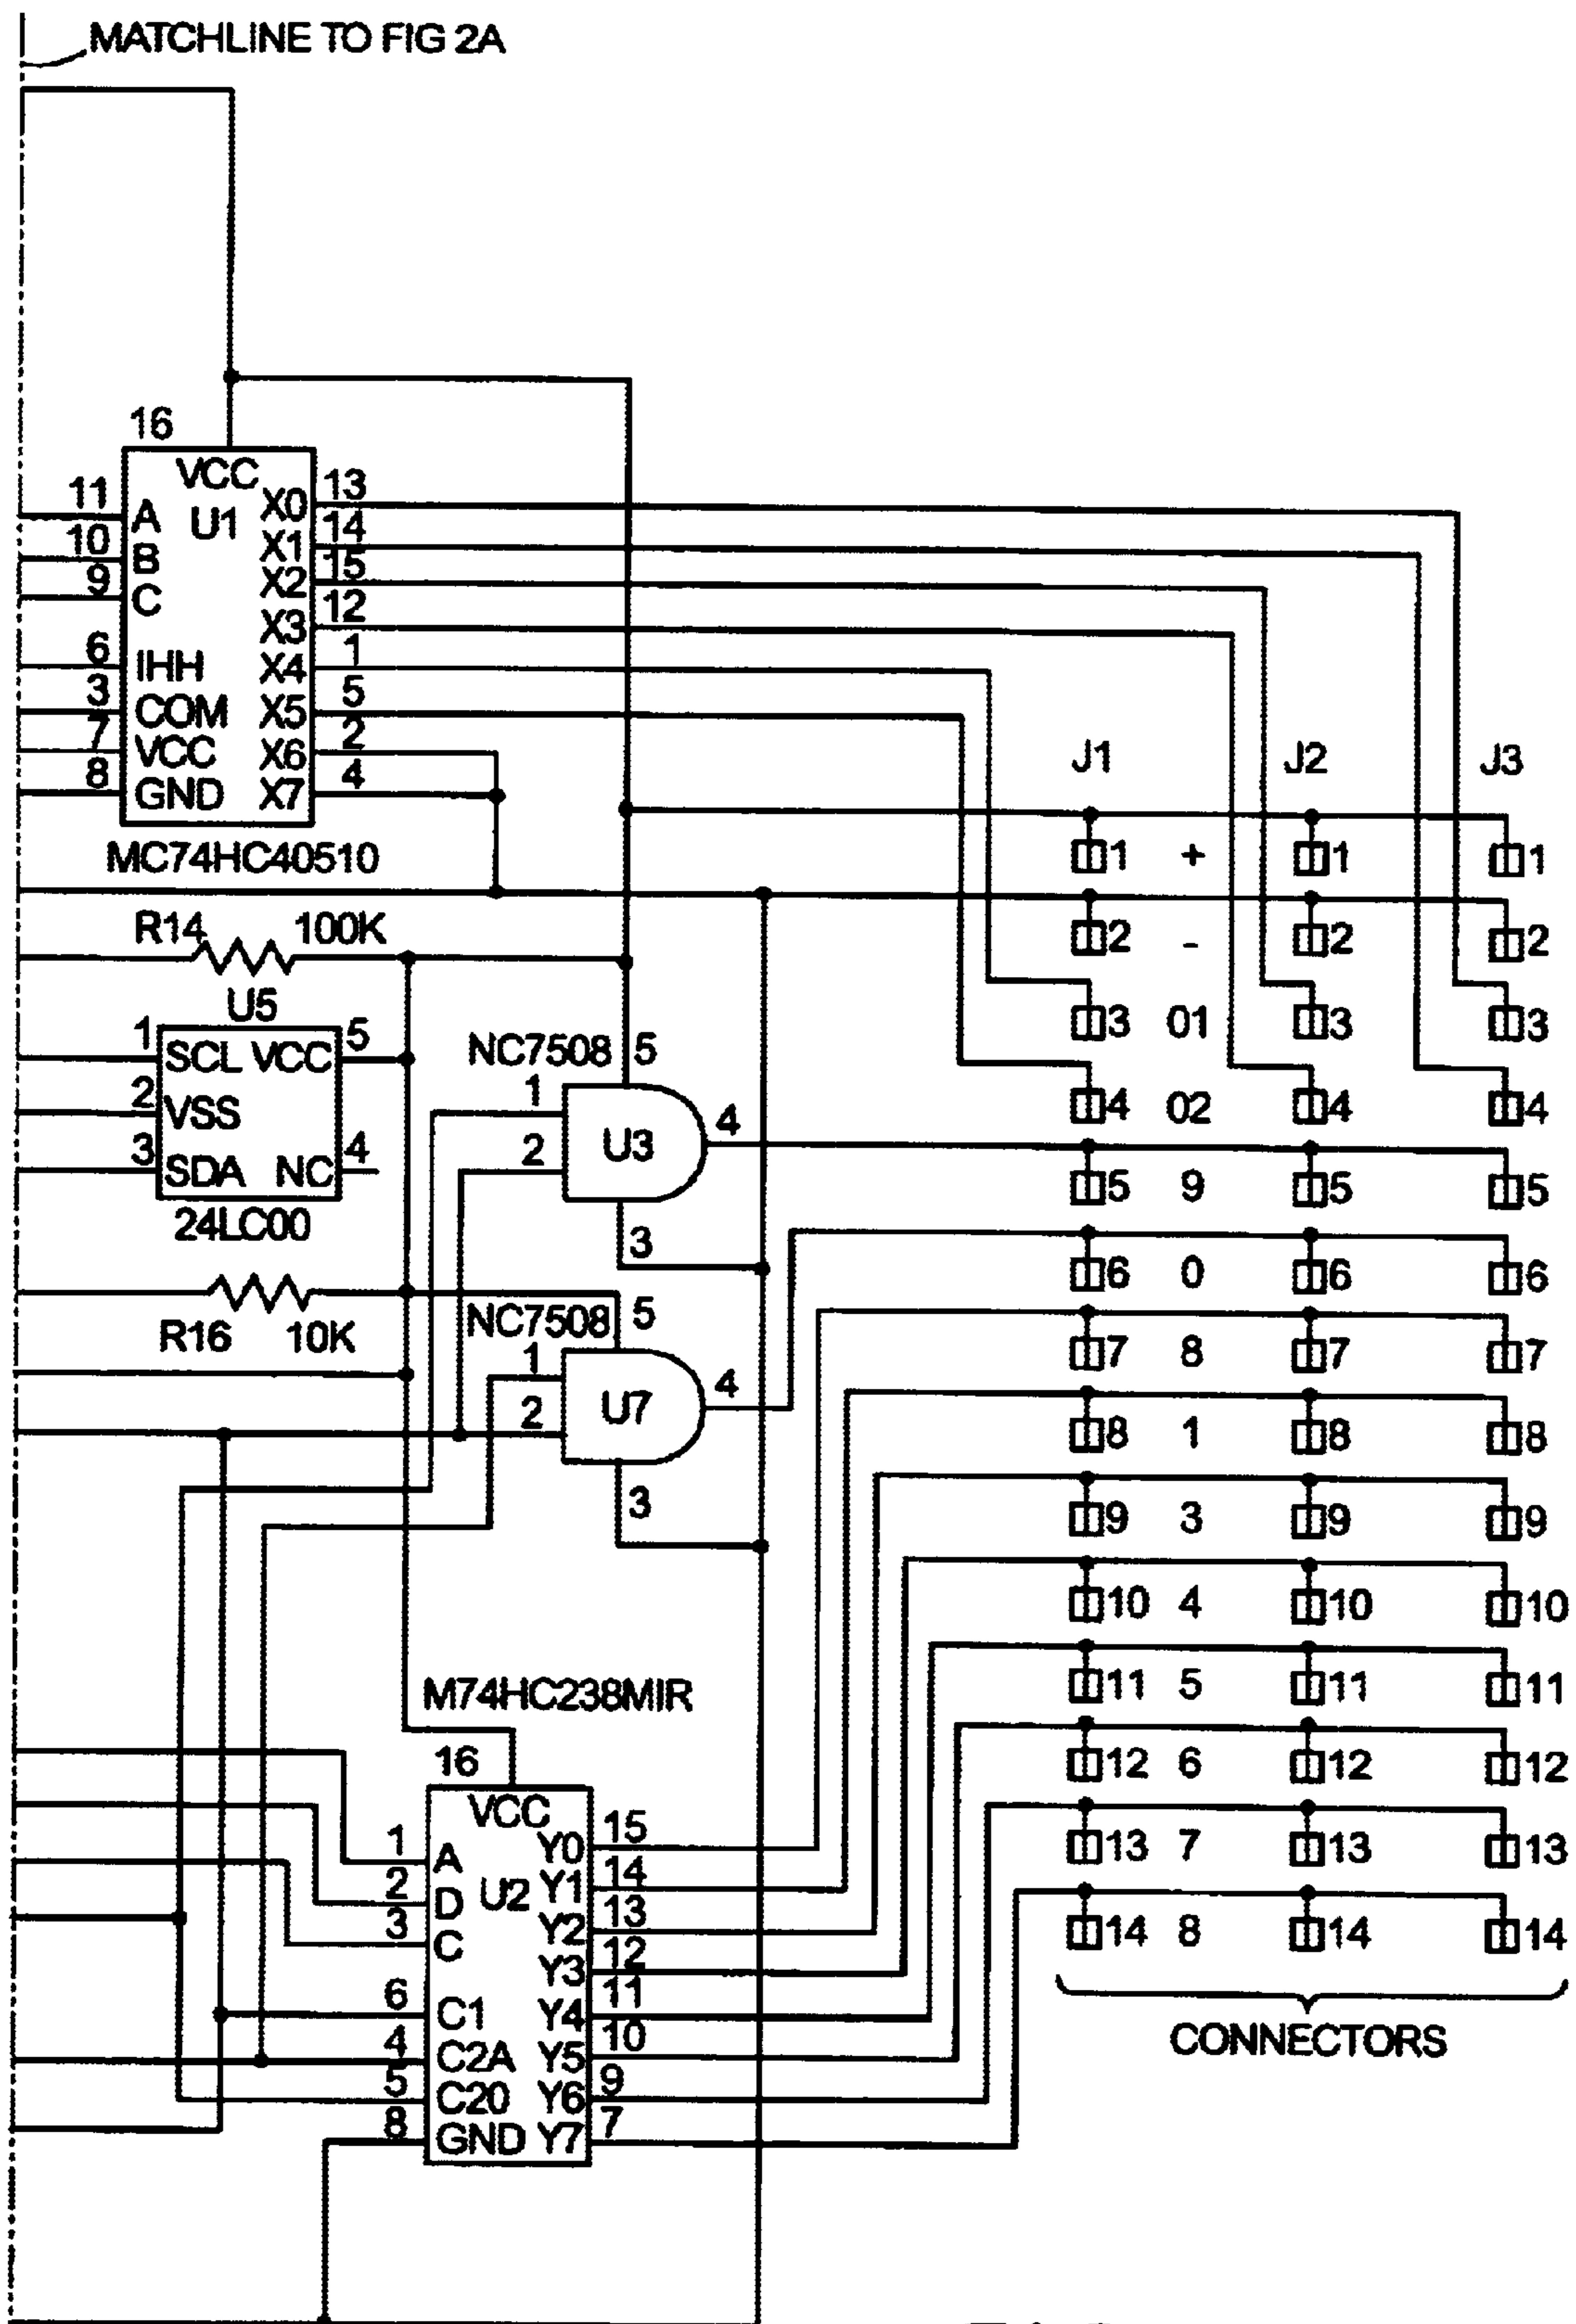 MATCHLINE TO FIG 2A
16
VCC
U1
11 A X0 13
10 B X1 14
9 C X2 15
X3 12
6 IHH X4 1
3 COM X5 5
7 VCC X6 2
8 GND X7 4
MC74HC40510
J1 J2 J3
1 + 1 1
2 - 2 2
3 01 3 3
4 02 4 4
5 9 5 5
6 0 6 6
7 8 7 7
8 1 8 8
9 3 9 9
10 4 10 10
11 5 11 11
12 6 12 12
13 7 13 13
14 8 14 14
CONNECTORS
R14 100K
U5
1 SCL VCC 5
2 VSS
3 SDA NC 4
24LC00
NC7508 5
1
2 U3 4
3
R16 10K
NC7508 5
1
2 U7 4
3
M74HC238MIR
16
VCC
U2
1 A Y0 15
2 D Y1 14
3 C Y2 13
Y3 12
6 C1 Y4 11
4 C2A Y5 10
5 C20 Y6 9
8 GND Y7 7